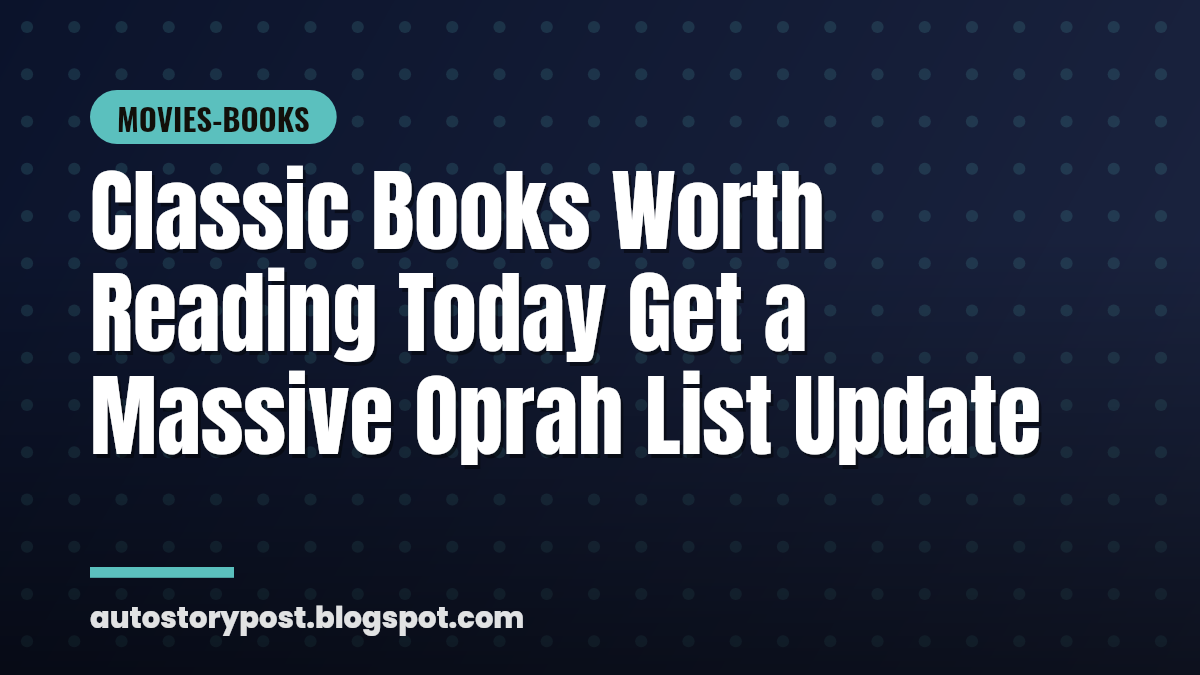 MOVIES-BOOKS
Classic Books Worth
Reading Today Get a
Massive Oprah List Update
autostorypost.blogspot.com